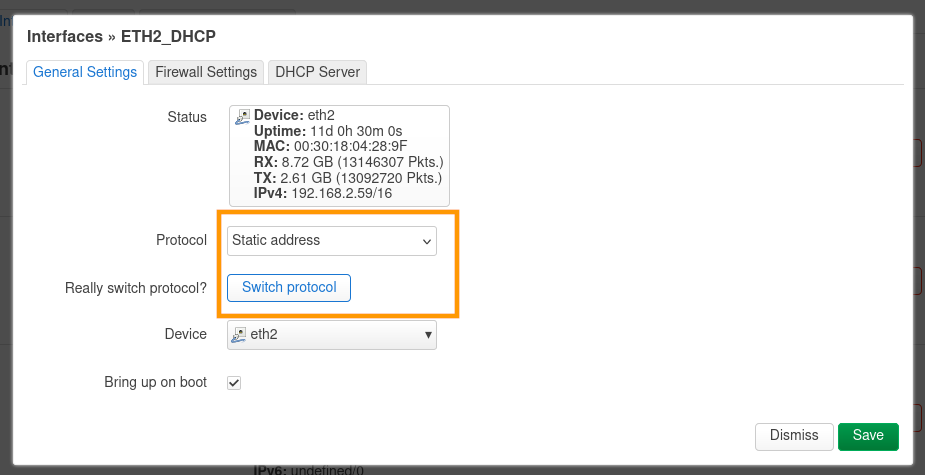 In
Interfaces » ETH2_DHCP
General Settings
Firewall Settings
DHCP Server
Status
Device: eth2
Uptime: 11d 0h 30m 0s
MAC: 00:30:18:04:28:9F
RX: 8.72 GB (13146307 Pkts.)
TX: 2.61 GB (13092720 Pkts.)
IPv4: 192.168.2.59/16
Protocol
Static address
Really switch protocol?
Switch protocol
Device
eth2
Bring up on boot
Dismiss
Save
IPv6: undefined/0